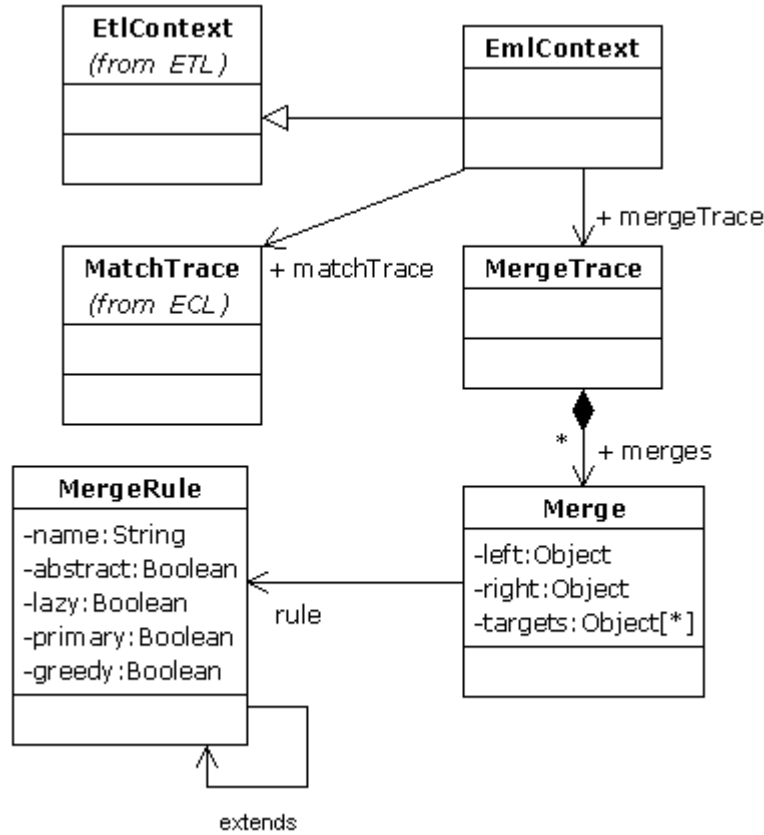 EtlContext
(from ETL)
EmlContext
+ mergeTrace
MatchTrace
(from ECL)
+ matchTrace
MergeTrace
*
+ merges
MergeRule
-name:String
-abstract:Boolean
-lazy:Boolean
-primary:Boolean
-greedy:Boolean
rule
Merge
-left:Object
-right:Object
-targets:Object[*]
extends